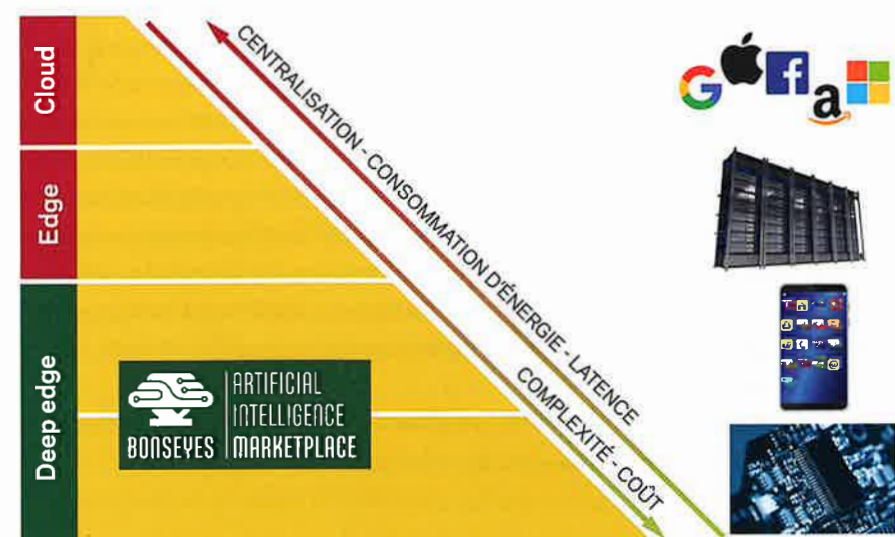 Cloud
Edge
Deep edge
CENTRALISATION - CONSOMMATION D'ÉNERGIE - LATENCE
COMPLEXITÉ - COÛT
BONSEYES
ARTIFICIAL
INTELLIGENCE
MARKETPLACE
G
f
a